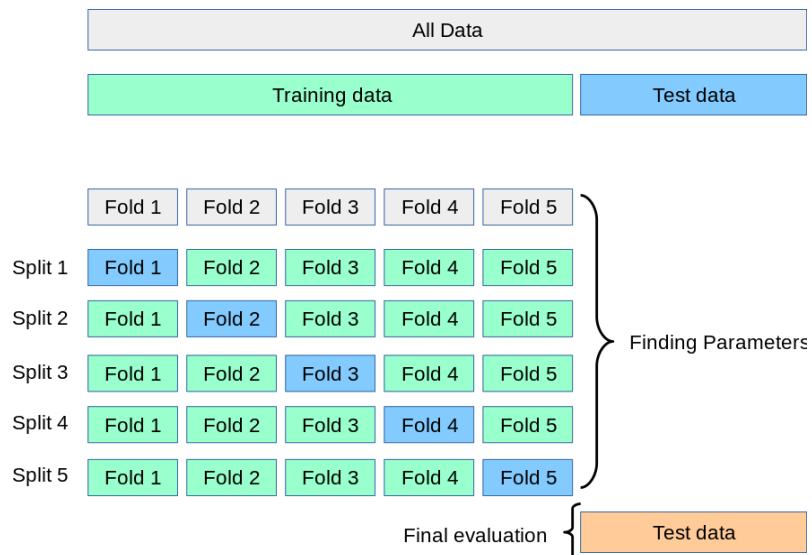 All Data
Training data Test data
Fold 1 Fold 2 Fold 3 Fold 4 Fold 5
Split 1 Fold 1 Fold 2 Fold 3 Fold 4 Fold 5
Split 2 Fold 1 Fold 2 Fold 3 Fold 4 Fold 5
Finding Parameters
Split 3 Fold 1 Fold 2 Fold 3 Fold 4 Fold 5
Split 4 Fold 1 Fold 2 Fold 3 Fold 4 Fold 5
Split 5 Fold 1 Fold 2 Fold 3 Fold 4 Fold 5
Final evaluation Test data